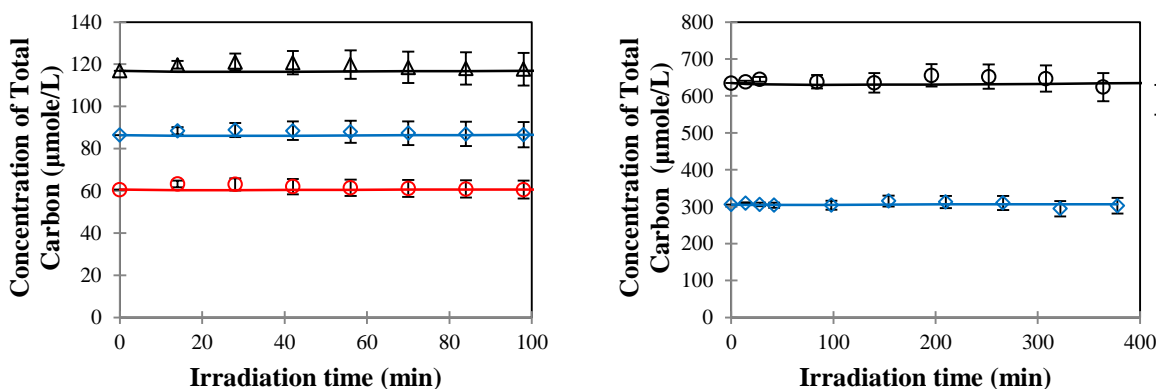 140
120
100
80
60
40
20
0
Concentration of Total
Carbon (µmole/L)
0 20 40 60 80 100
Irradiation time (min)
800
700
600
500
400
300
200
100
0
Concentration of Total
Carbon (µmole/L)
0 100 200 300 400
Irradiation time (min)